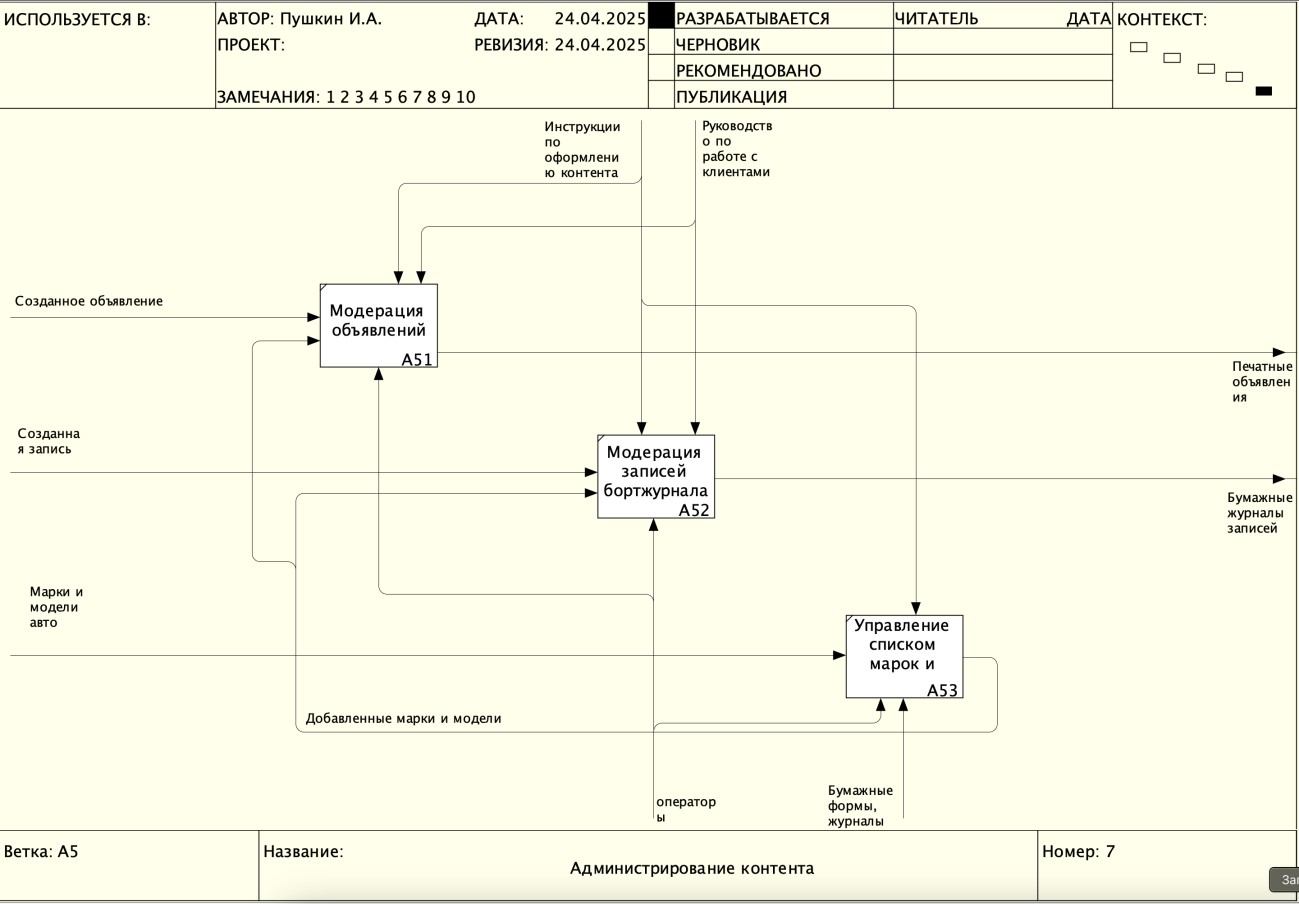 ИСПОЛЬЗУЕТСЯ В:
АВТОР: Пушкин И.А.
ДАТА: 24.04.2025
ПРОЕКТ:
РЕВИЗИЯ: 24.04.2025
ЗАМЕЧАНИЯ: 1 2 3 4 5 6 7 8 9 10
РАЗРАБАТЫВАЕТСЯ
ЧЕРНОВИК
РЕКОМЕНДОВАНО
ПУБЛИКАЦИЯ
ЧИТАТЕЛЬ
ДАТА
КОНТЕКСТ:
Инструкции
по
оформлени
ю контента
Руководств
о по
работе с
клиентами
Созданное объявление
Модерация
объявлений
A51
Печатные
объявлен
ия
Созданна
я запись
Модерация
записей
бортжурнала
A52
Бумажные
журналы
записей
Марки и
модели
авто
Управление
списком
марок и
A53
Добавленные марки и модели
оператор
ы
Бумажные
формы,
журналы
Ветка: A5
Название:
Администрирование контента
Номер: 7